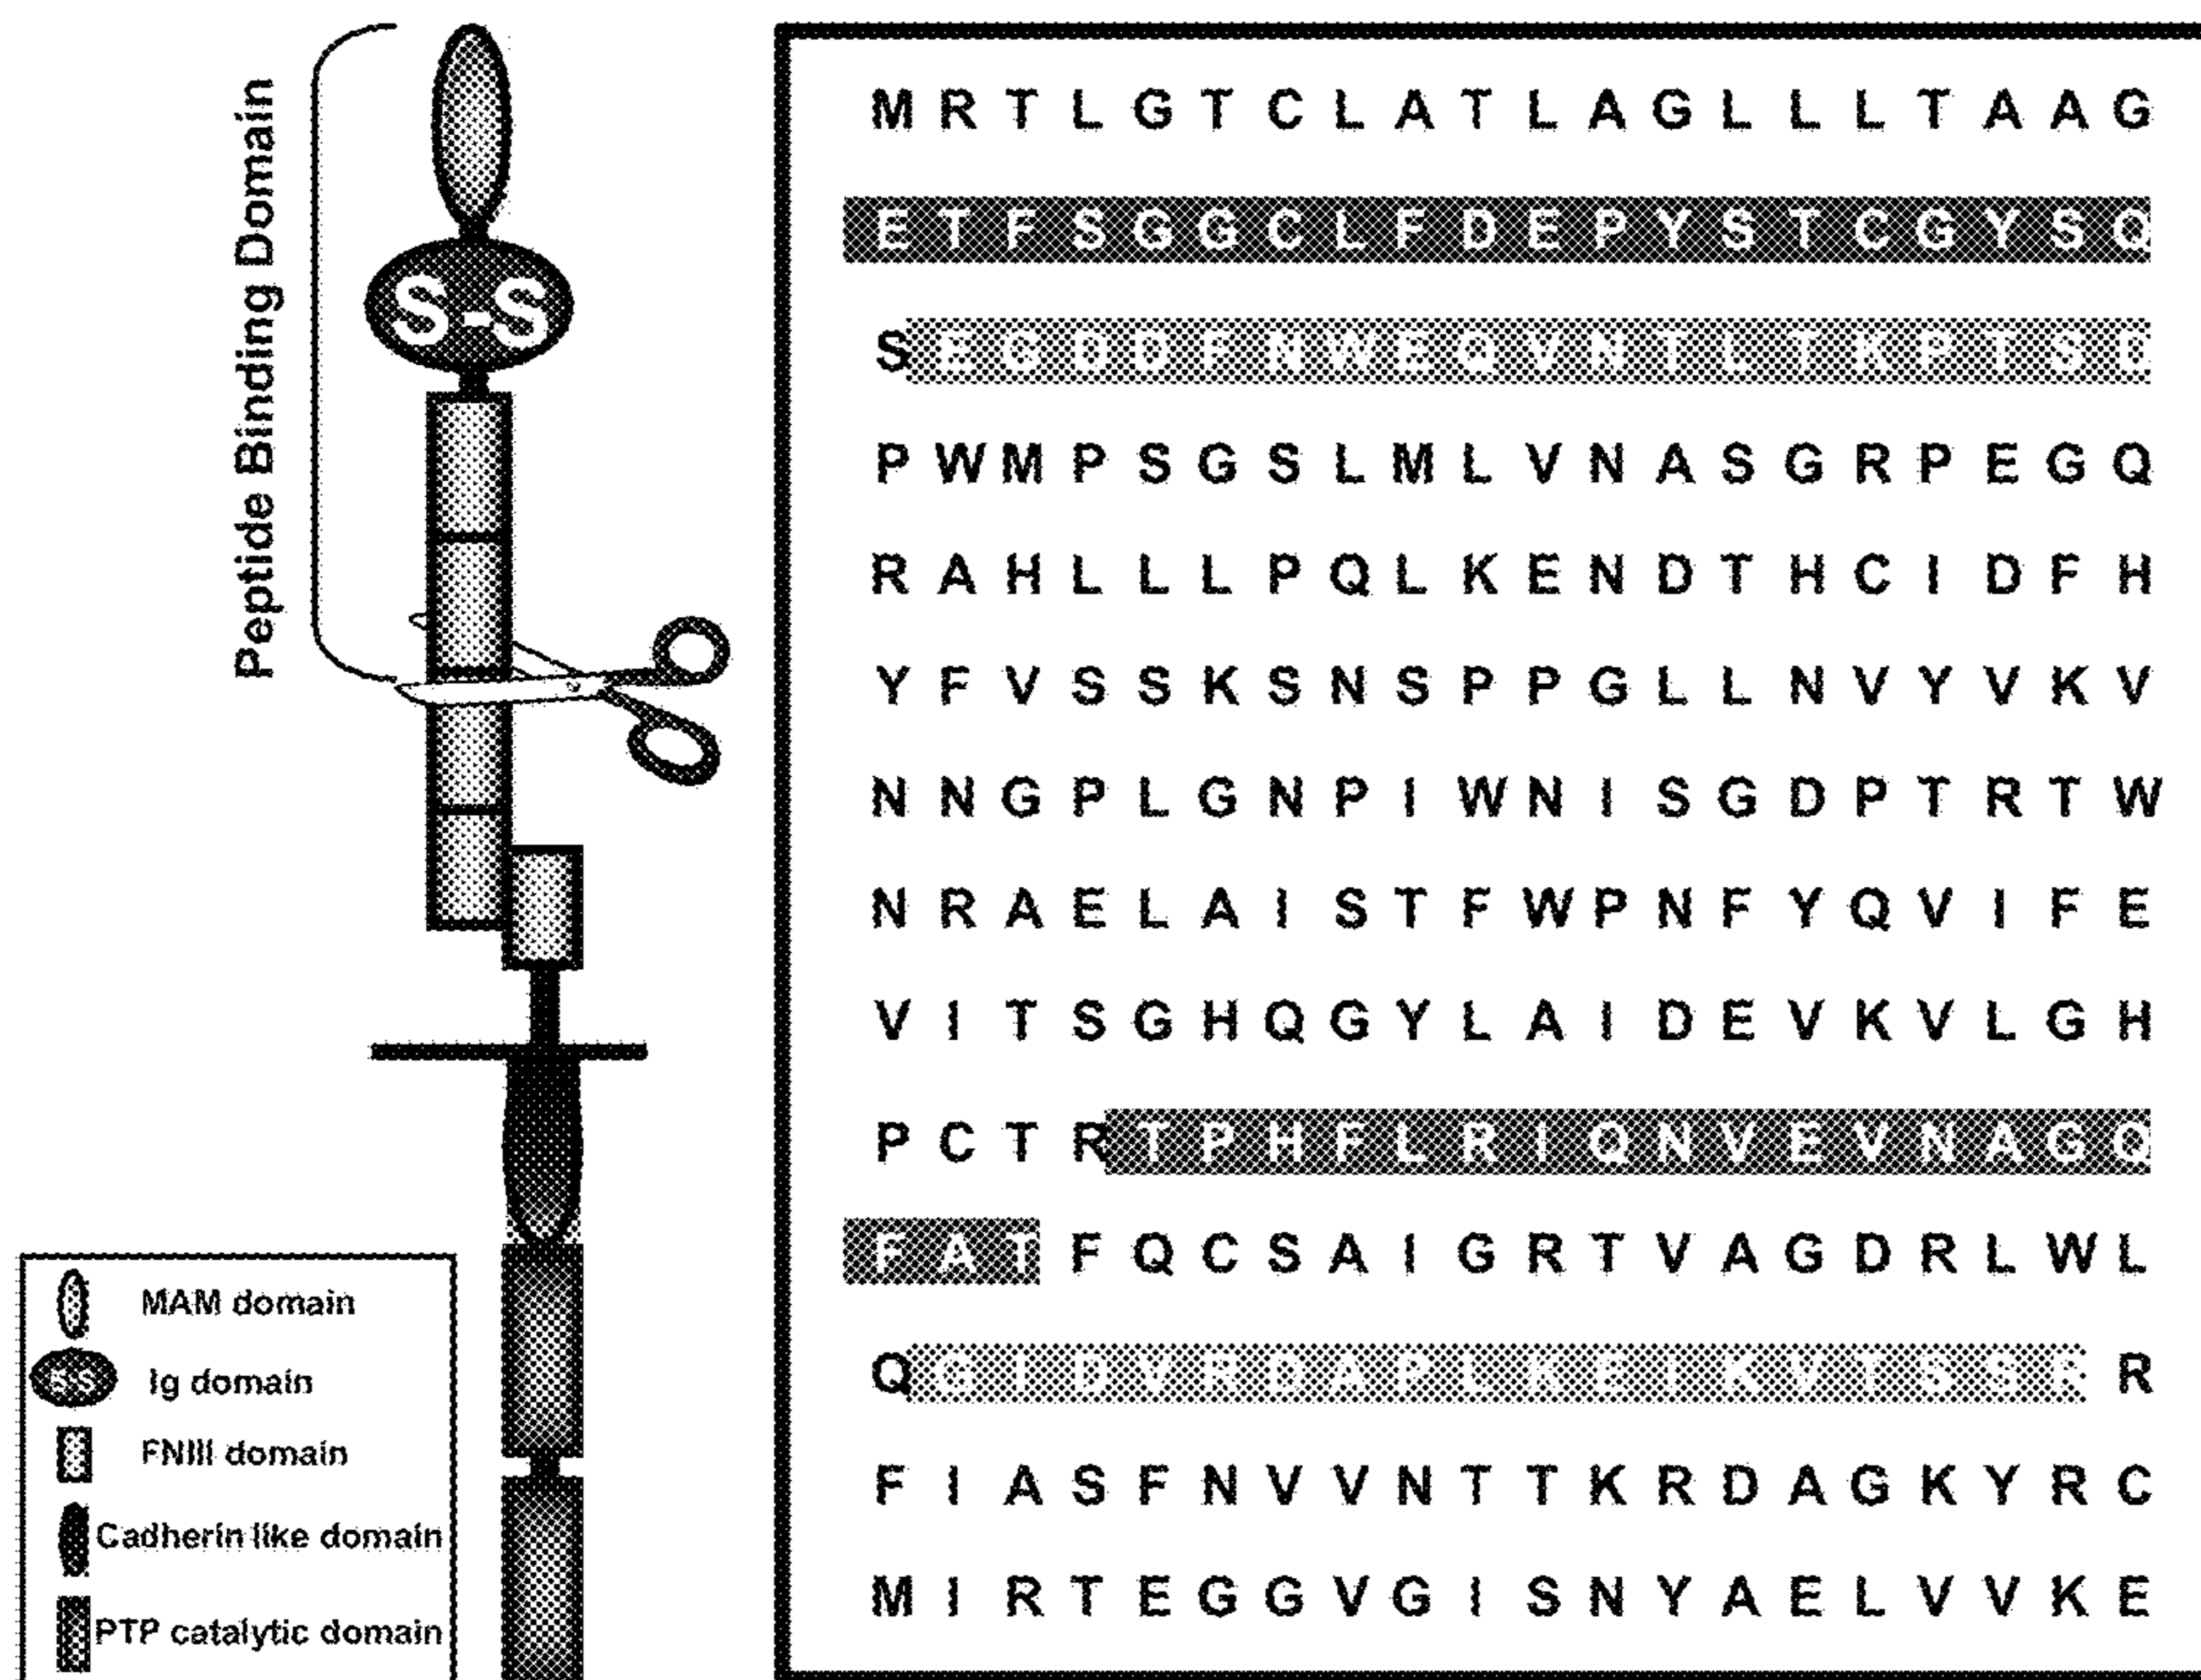 Peptide Binding Domain
S-S
MAM domain
S-S Ig domain
FNIII domain
Cadherin like domain
PTP catalytic domain
M R T L G T C L A T L A G L L L T A A G
E T F S G G C L F D E P Y S T C G Y S Q
S E G D D F N W E Q V N T L T K P T S D
P W M P S G S L M L V N A S G R P E G Q
R A H L L L P Q L K E N D T H C I D F H
Y F V S S K S N S P P G L L N V Y V K V
N N G P L G N P I W N I S G D P T R T W
N R A E L A I S T F W P N F Y Q V I F E
V I T S G H Q G Y L A I D E V K V L G H
P C T R T P H F L R I Q N V E V N A G Q
F A T F Q C S A I G R T V A G D R L W L
Q G I D V R D A P L K E I K V T S S R R
F I A S F N V V N T T K R D A G K Y R C
M I R T E G G V G I S N Y A E L V V K E